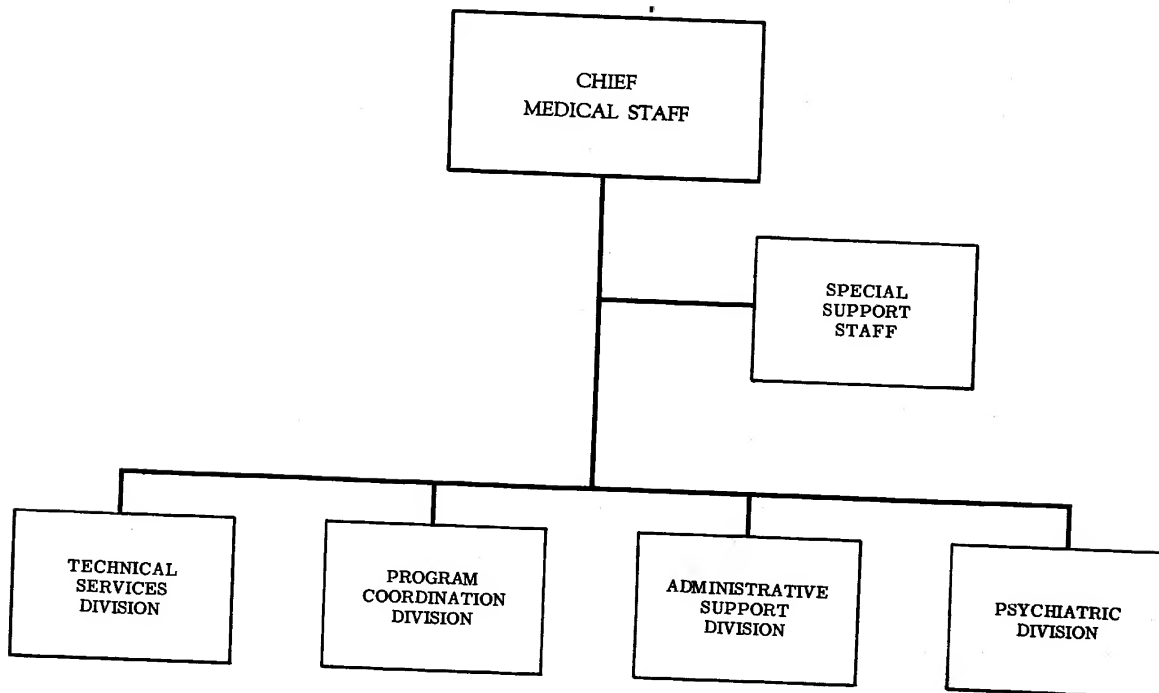 CHIEF
MEDICAL STAFF
SPECIAL
SUPPORT
STAFF
TECHNICAL
SERVICES
DIVISION
PROGRAM
COORDINATION
DIVISION
ADMINISTRATIVE
SUPPORT
DIVISION
PSYCHIATRIC
DIVISION